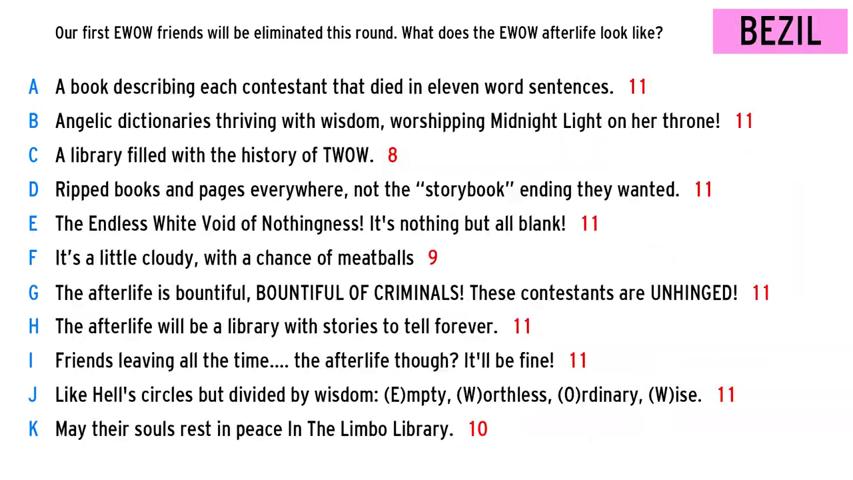 Our first EWOW friends will be eliminated this round. What does the EWOW afterlife look like?
BEZIL
A A book describing each contestant that died in eleven word sentences. 11
B Angelic dictionaries thriving with wisdom, worshipping Midnight Light on her throne! 11
C A library filled with the history of TWOW. 8
D Ripped books and pages everywhere, not the “storybook” ending they wanted. 11
E The Endless White Void of Nothingness! It's nothing but all blank! 11
F It’s a little cloudy, with a chance of meatballs 9
G The afterlife is bountiful, BOUNTIFUL OF CRIMINALS! These contestants are UNHINGED! 11
H The afterlife will be a library with stories to tell forever. 11
I Friends leaving all the time.... the afterlife though? It'll be fine! 11
J Like Hell's circles but divided by wisdom: (E)mpty, (W)orthless, (O)rdinary, (W)ise. 11
K May their souls rest in peace In The Limbo Library. 10